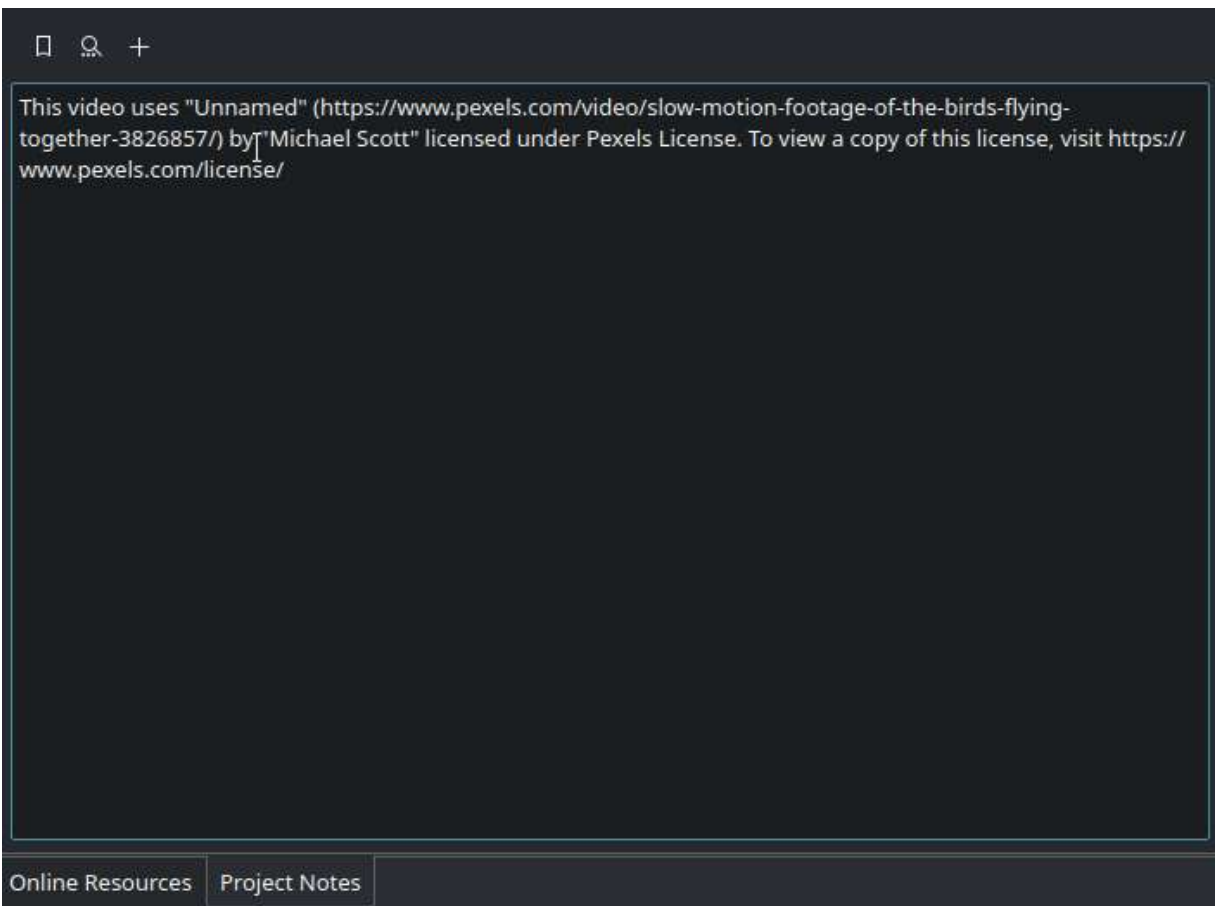 This video uses "Unnamed" (https://www.pexels.com/video/slow-motion-footage-of-the-birds-flying-
together-3826857/) by "Michael Scott" licensed under Pexels License. To view a copy of this license, visit https://
www.pexels.com/license/
Online Resources
Project Notes